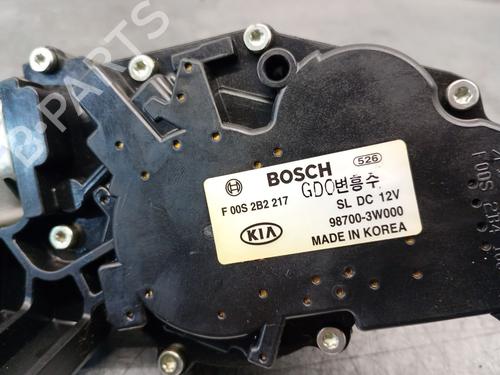 B-PARTS
BOSCH 526
GDO변흥수
F 00S 2B2 217
SL DC 12V
98700-3W000
KIA
MADE IN KOREA
F 00S